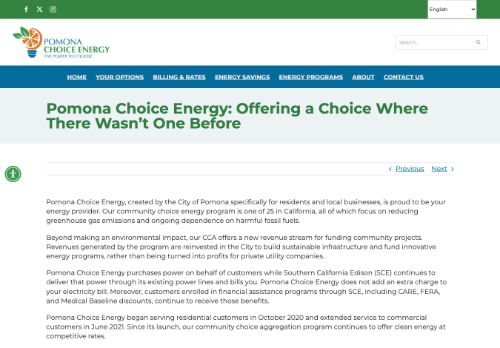 English
POMONA
CHOICE ENERGY
THE POWER TO CHOOSE
Search...
HOME YOUR OPTIONS BILLING & RATES ENERGY SAVINGS ENERGY PROGRAMS ABOUT CONTACT US
Pomona Choice Energy: Offering a Choice Where
There Wasn't One Before
Previous Next
Pomona Choice Energy, created by the City of Pomona specifically for residents and local businesses, is proud to be your
energy provider. Our community choice energy program is one of 25 in California, all of which focus on reducing
greenhouse gas emissions and ongoing dependence on harmful fossil fuels.
Beyond making an environmental impact, our CCA offers a new revenue stream for funding community projects.
Revenues generated by the program are reinvested in the City to build sustainable infrastructure and fund innovative
energy programs, rather than being turned into profits for private utility companies.
Pomona Choice Energy purchases power on behalf of customers while Southern California Edison (SCE) continues to
deliver that power through its existing power lines and bills you. Pomona Choice Energy does not add an extra charge to
your electricity bill. Moreover, customers enrolled in financial assistance programs through SCE, including CARE, FERA,
and Medical Baseline discounts, continue to receive those benefits.
Pomona Choice Energy began serving residential customers in October 2020 and extended service to commercial
customers in June 2021. Since its launch, our community choice aggregation program continues to offer clean energy at
competitive rates.